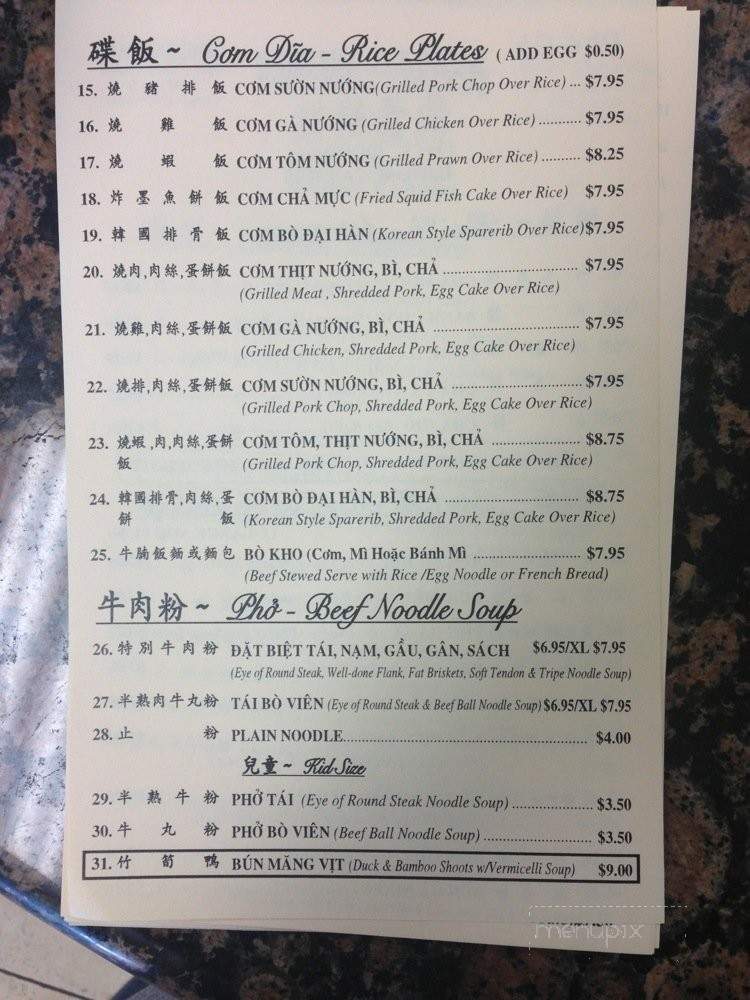 碟飯~ Cơm Dĩa - Rice Plates ( ADD EGG $0.50)
15. 燒 豬 排 飯 CƠM SƯỜN NƯỚNG(Grilled Pork Chop Over Rice) ... $7.95
16. 燒 雞 飯 CƠM GÀ NƯỚNG (Grilled Chicken Over Rice) ........... $7.95
17. 燒 蝦 飯 CƠM TÔM NƯỚNG (Grilled Prawn Over Rice) .......... $8.25
18. 炸 墨 魚 餅 飯 CƠM CHẢ MỰC (Fried Squid Fish Cake Over Rice) $7.95
19. 韓 國 排 骨 飯 CƠM BÒ ĐẠI HÀN (Korean Style Sparerib Over Rice)$7.95
20. 燒肉,肉絲,蛋餅飯 CƠM THỊT NƯỚNG, BÌ, CHẢ .................................. $7.95
(Grilled Meat , Shredded Pork, Egg Cake Over Rice)
21. 燒雞,肉絲,蛋餅飯 CƠM GÀ NƯỚNG, BÌ, CHẢ ..................................... $7.95
(Grilled Chicken, Shredded Pork, Egg Cake Over Rice)
22. 燒排,肉絲,蛋餅飯 CƠM SƯỜN NƯỚNG, BÌ, CHẢ ................................. $7.95
(Grilled Pork Chop, Shredded Pork, Egg Cake Over Rice)
23. 燒蝦,肉,肉絲,蛋餅 CƠM TÔM, THỊT NƯỚNG, BÌ, CHẢ ...................... $8.75
飯 (Grilled Pork Chop, Shredded Pork, Egg Cake Over Rice)
24. 韓國排骨,肉絲,蛋 CƠM BÒ ĐẠI HÀN, BÌ, CHẢ .................................. $8.75
餅 飯 (Korean Style Sparerib, Shredded Pork, Egg Cake Over Rice)
25. 牛腩飯麵或麵包 BÒ KHO (Cơm, Mì Hoặc Bánh Mì ........................... $7.95
(Beef Stewed Serve with Rice /Egg Noodle or French Bread)
牛肉粉~ Phở - Beef Noodle Soup
26. 特 別 牛 肉 粉 ĐẶT BIỆT TÁI, NẠM, GẦU, GÂN, SÁCH $6.95/XL $7.95
(Eye of Round Steak, Well-done Flank, Fat Briskets, Soft Tendon & Tripe Noodle Soup)
27. 半熟肉牛丸粉 TÁI BÒ VIÊN (Eye of Round Steak & Beef Ball Noodle Soup) $6.95/XL $7.95
28. 止 粉 PLAIN NOODLE............................................................. $4.00
兒童~ Kid Size
29. 半 熟 牛 粉 PHỞ TÁI (Eye of Round Steak Noodle Soup) .................... $3.50
30. 牛 丸 粉 PHỞ BÒ VIÊN (Beef Ball Noodle Soup) ........................... $3.50
31. 竹 筍 鴨 BÚN MĂNG VỊT (Duck & Bamboo Shoots w/Vermicelli Soup) $9.00
menupix